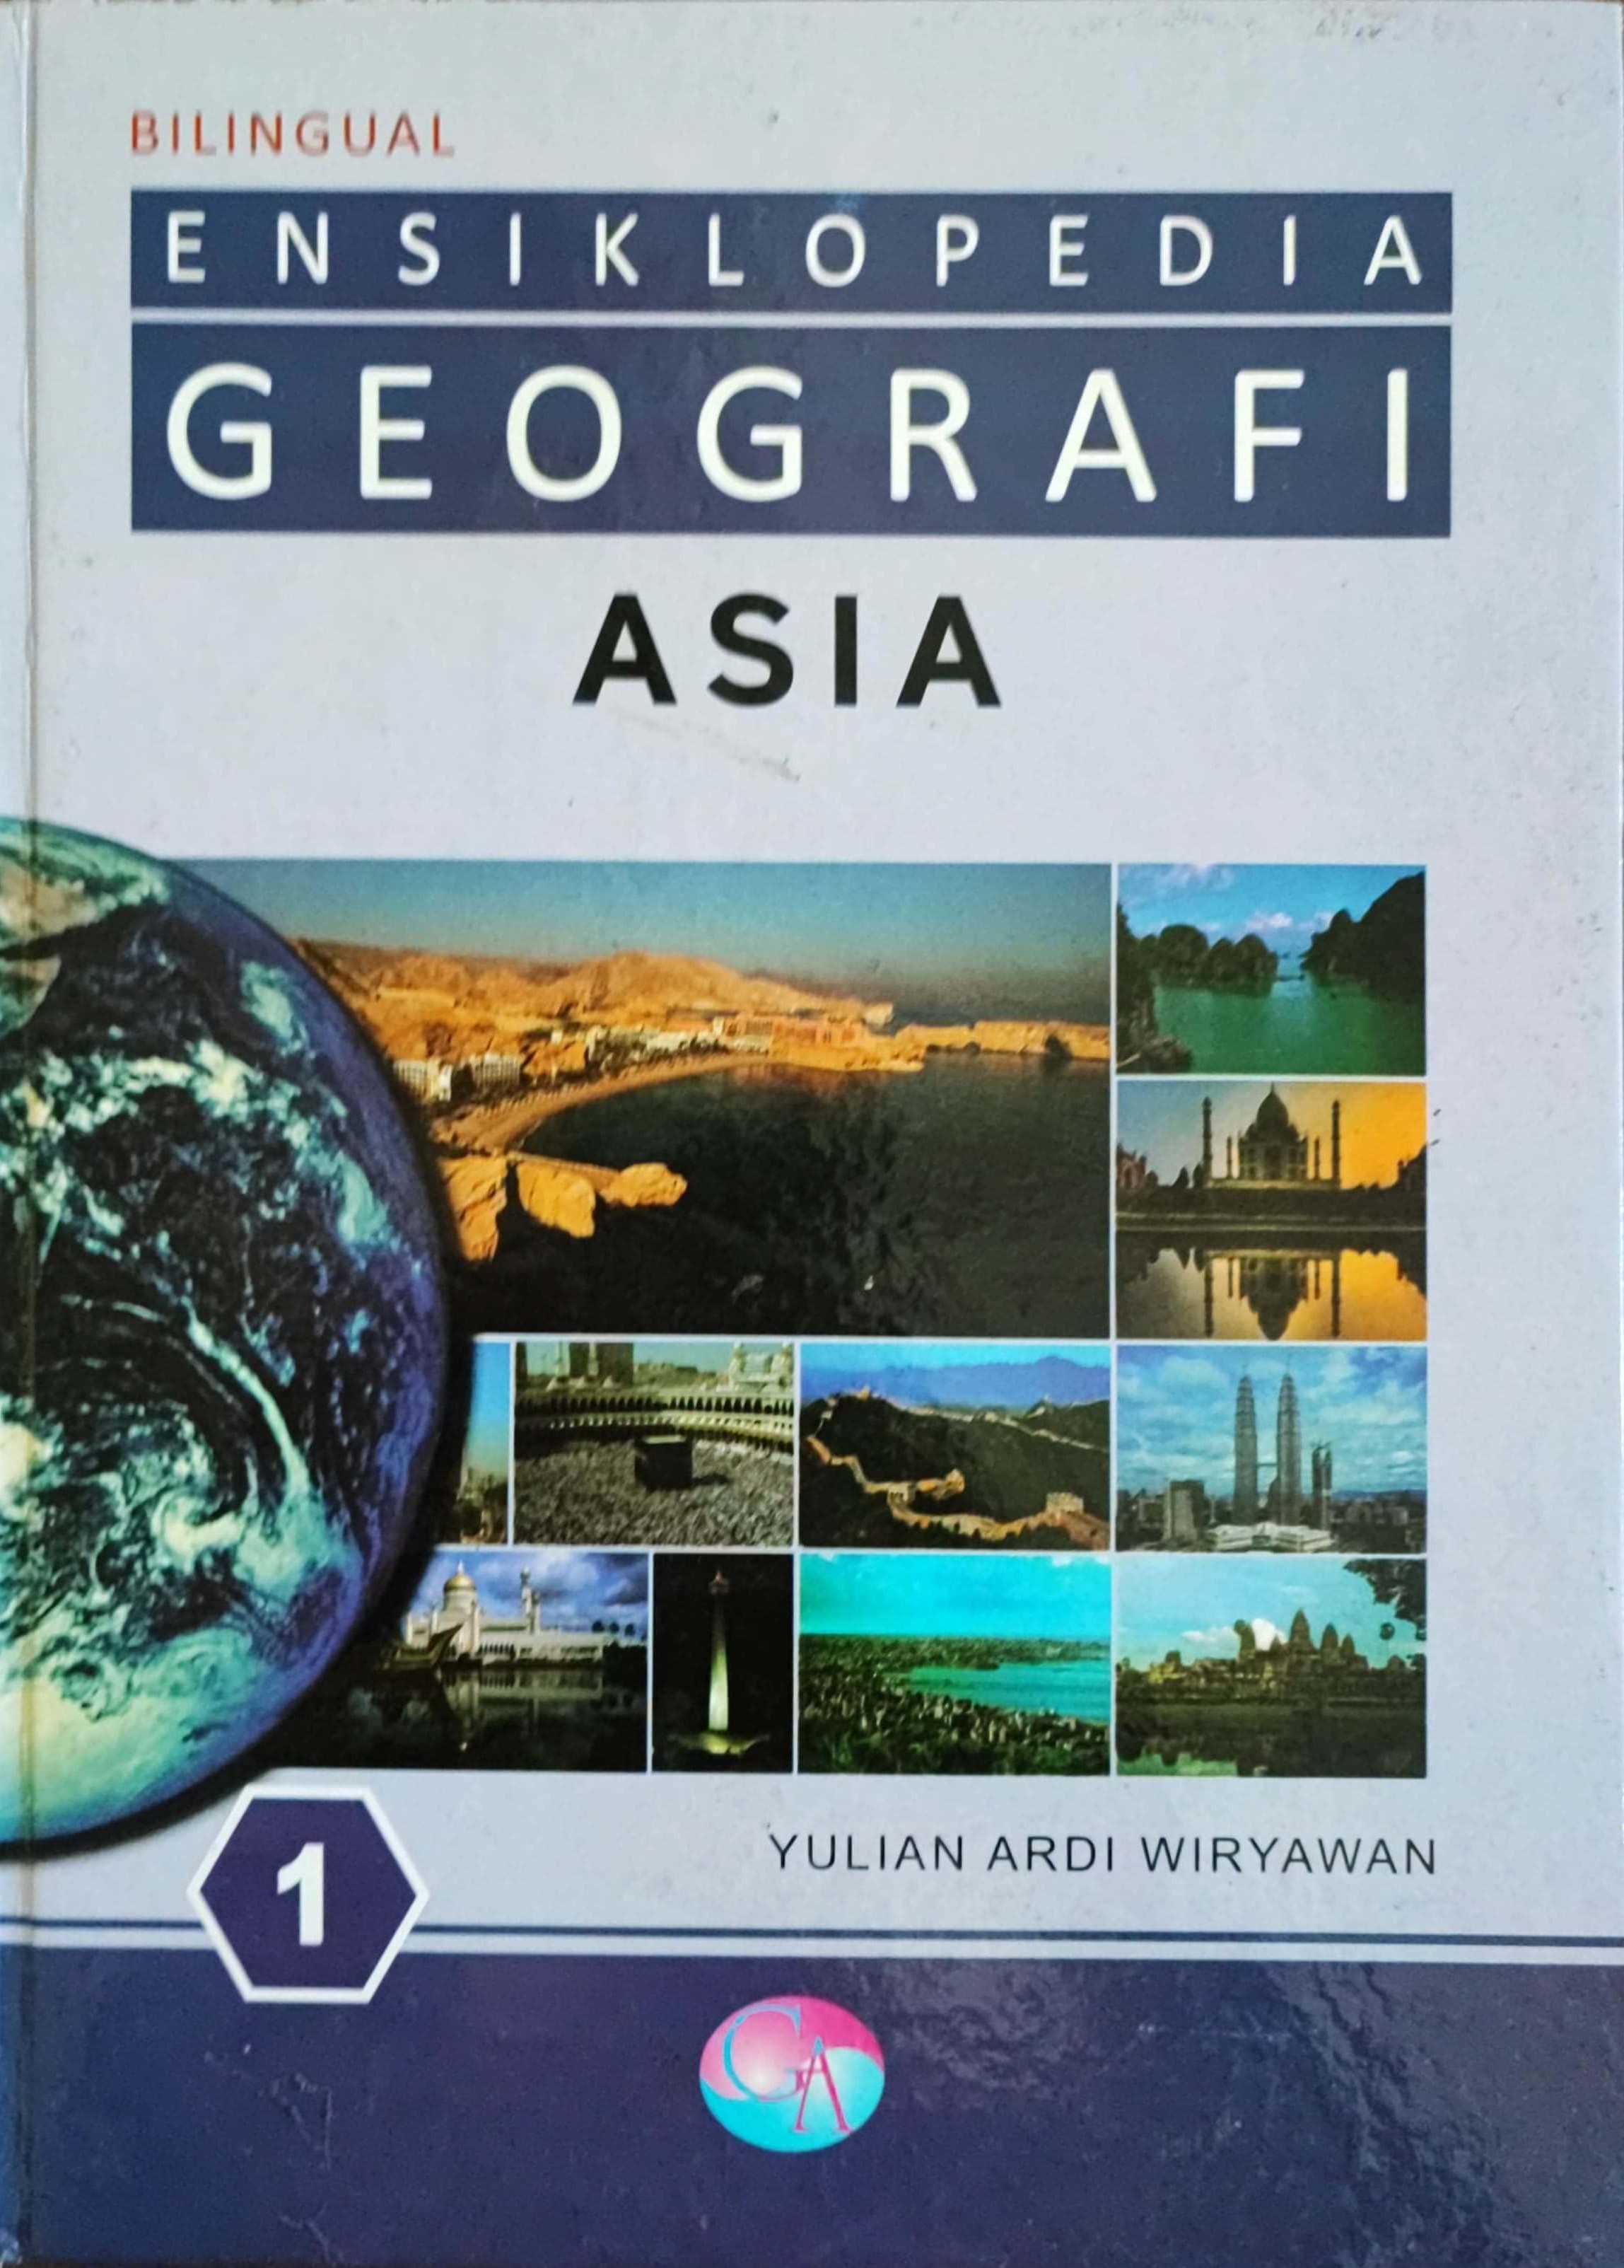 BILINGUAL
ENSIKLOPEDIA
GEOGRAFI
ASIA
YULIAN ARDI WIRYAWAN
1
GA